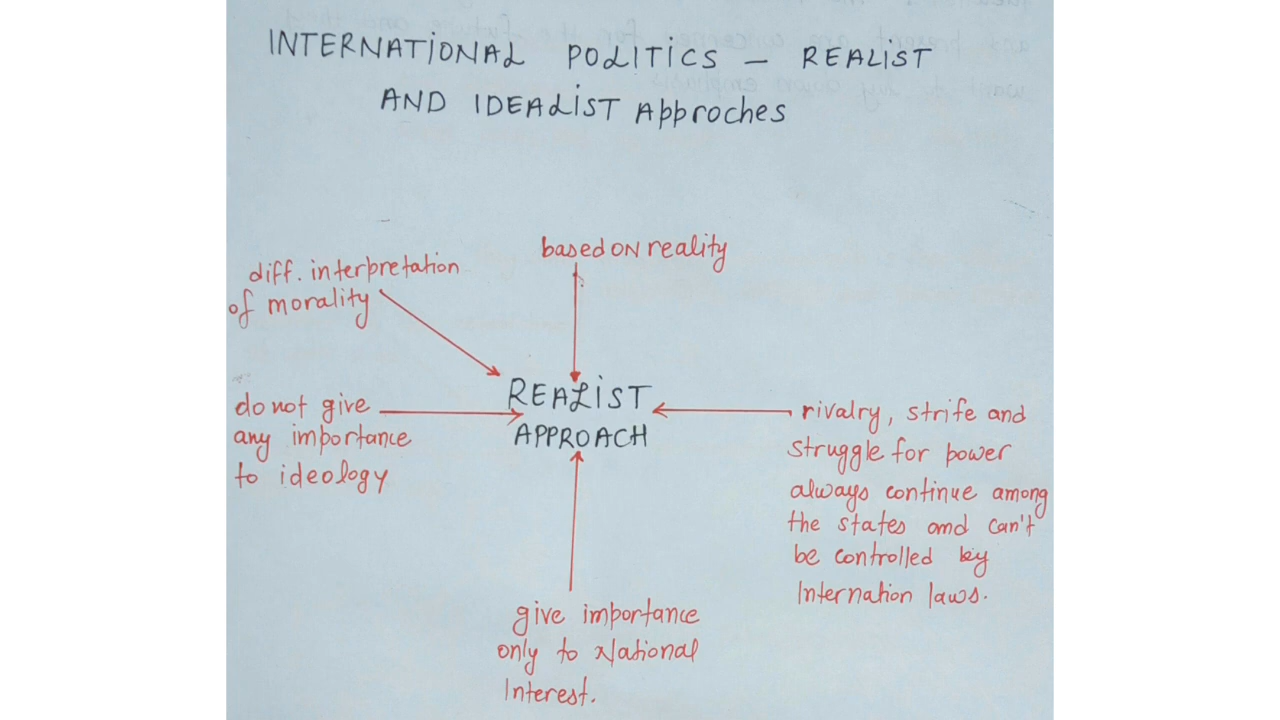 INTERNATIONAL POLITICS – REALIST
AND IDEALIST Approches
based ON reality
diff. interpretation
of morality
REALIST
APPROACH
do not give
any importance
to ideology
rivalry, strife and
struggle for power
always continue among
the states and can't
be controlled by
Internation laws.
give importance
only to National
Interest.